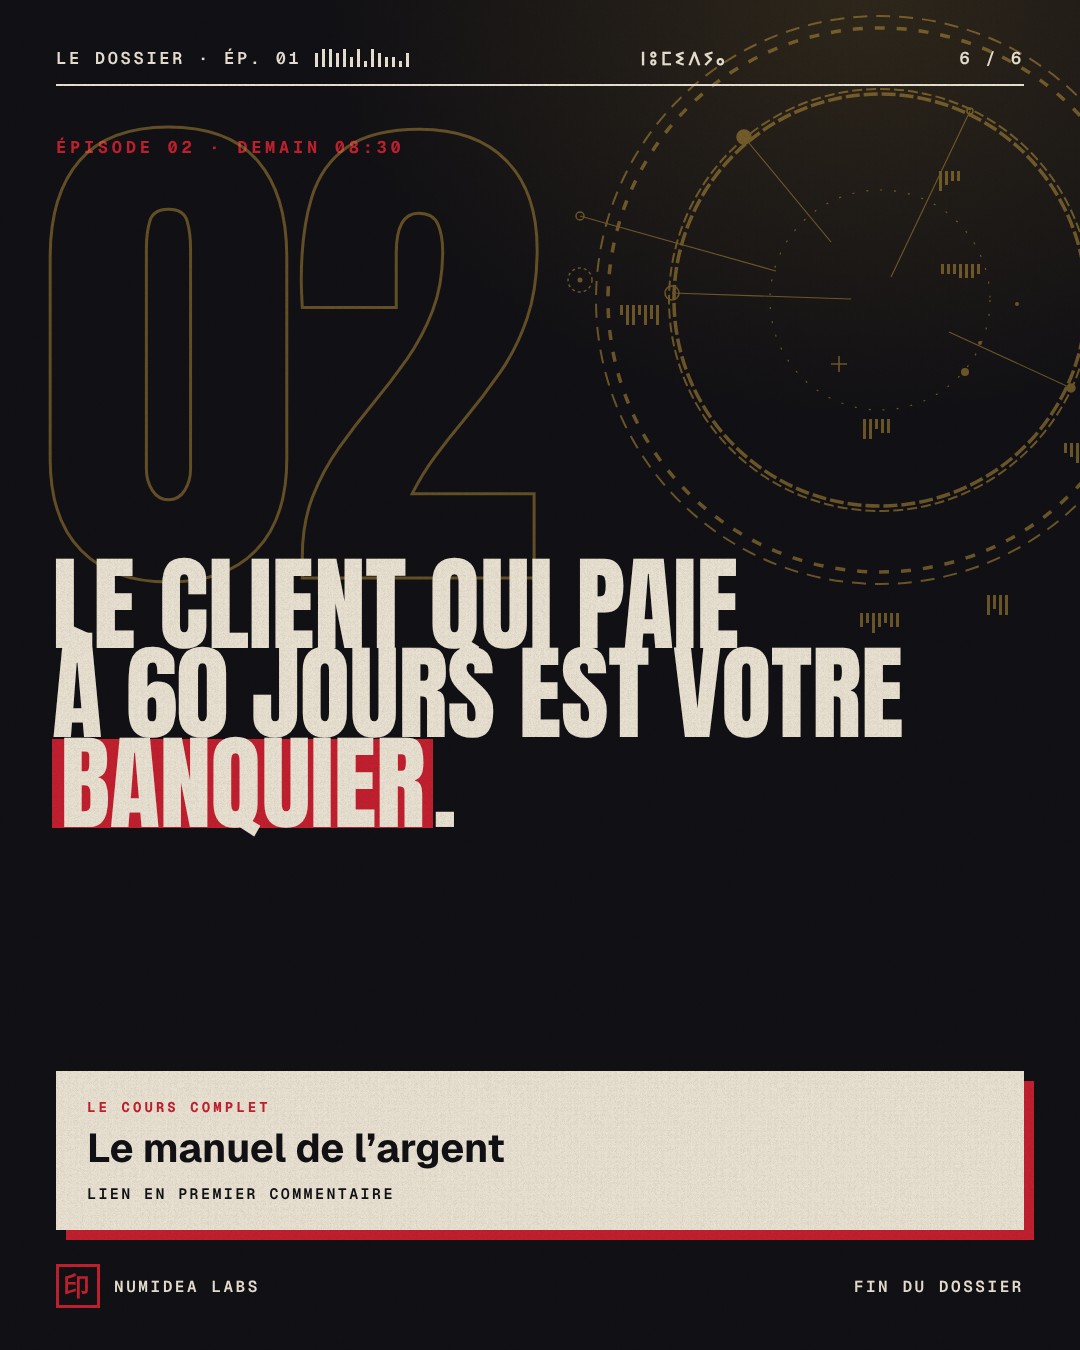 LE DOSSIER · ÉP. 01
ⵏⵓⵎⵉⴷⵢⴰ
6 / 6
ÉPISODE 02 · DEMAIN 08:30
02
LE CLIENT QUI PAIE
À 60 JOURS EST VOTRE
BANQUIER.
LE COURS COMPLET
Le manuel de l’argent
LIEN EN PREMIER COMMENTAIRE
印
NUMIDEA LABS
FIN DU DOSSIER